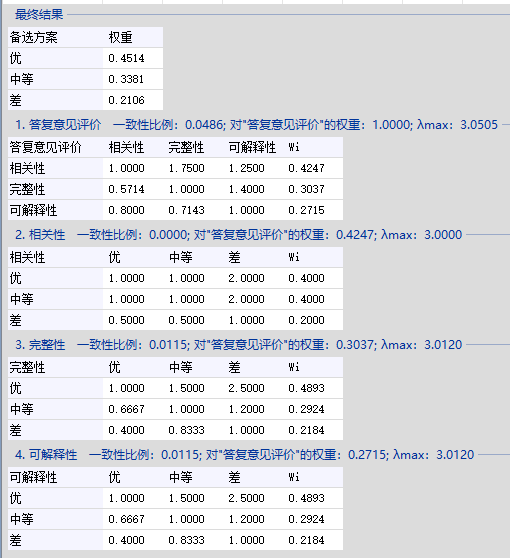 最终结果
备选方案 权重
优 0.4514
中等 0.3381
差 0.2106
1. 答复意见评价 一致性比例：0.0486; 对"答复意见评价"的权重：1.0000; λmax：3.0505
答复意见评价 相关性 完整性 可解释性 Wi
相关性 1.0000 1.7500 1.2500 0.4247
完整性 0.5714 1.0000 1.4000 0.3037
可解释性 0.8000 0.7143 1.0000 0.2715
2. 相关性 一致性比例：0.0000; 对"答复意见评价"的权重：0.4247; λmax：3.0000
相关性 优 中等 差 Wi
优 1.0000 1.0000 2.0000 0.4000
中等 1.0000 1.0000 2.0000 0.4000
差 0.5000 0.5000 1.0000 0.2000
3. 完整性 一致性比例：0.0115; 对"答复意见评价"的权重：0.3037; λmax：3.0120
完整性 优 中等 差 Wi
优 1.0000 1.5000 2.5000 0.4893
中等 0.6667 1.0000 1.2000 0.2924
差 0.4000 0.8333 1.0000 0.2184
4. 可解释性 一致性比例：0.0115; 对"答复意见评价"的权重：0.2715; λmax：3.0120
可解释性 优 中等 差 Wi
优 1.0000 1.5000 2.5000 0.4893
中等 0.6667 1.0000 1.2000 0.2924
差 0.4000 0.8333 1.0000 0.2184